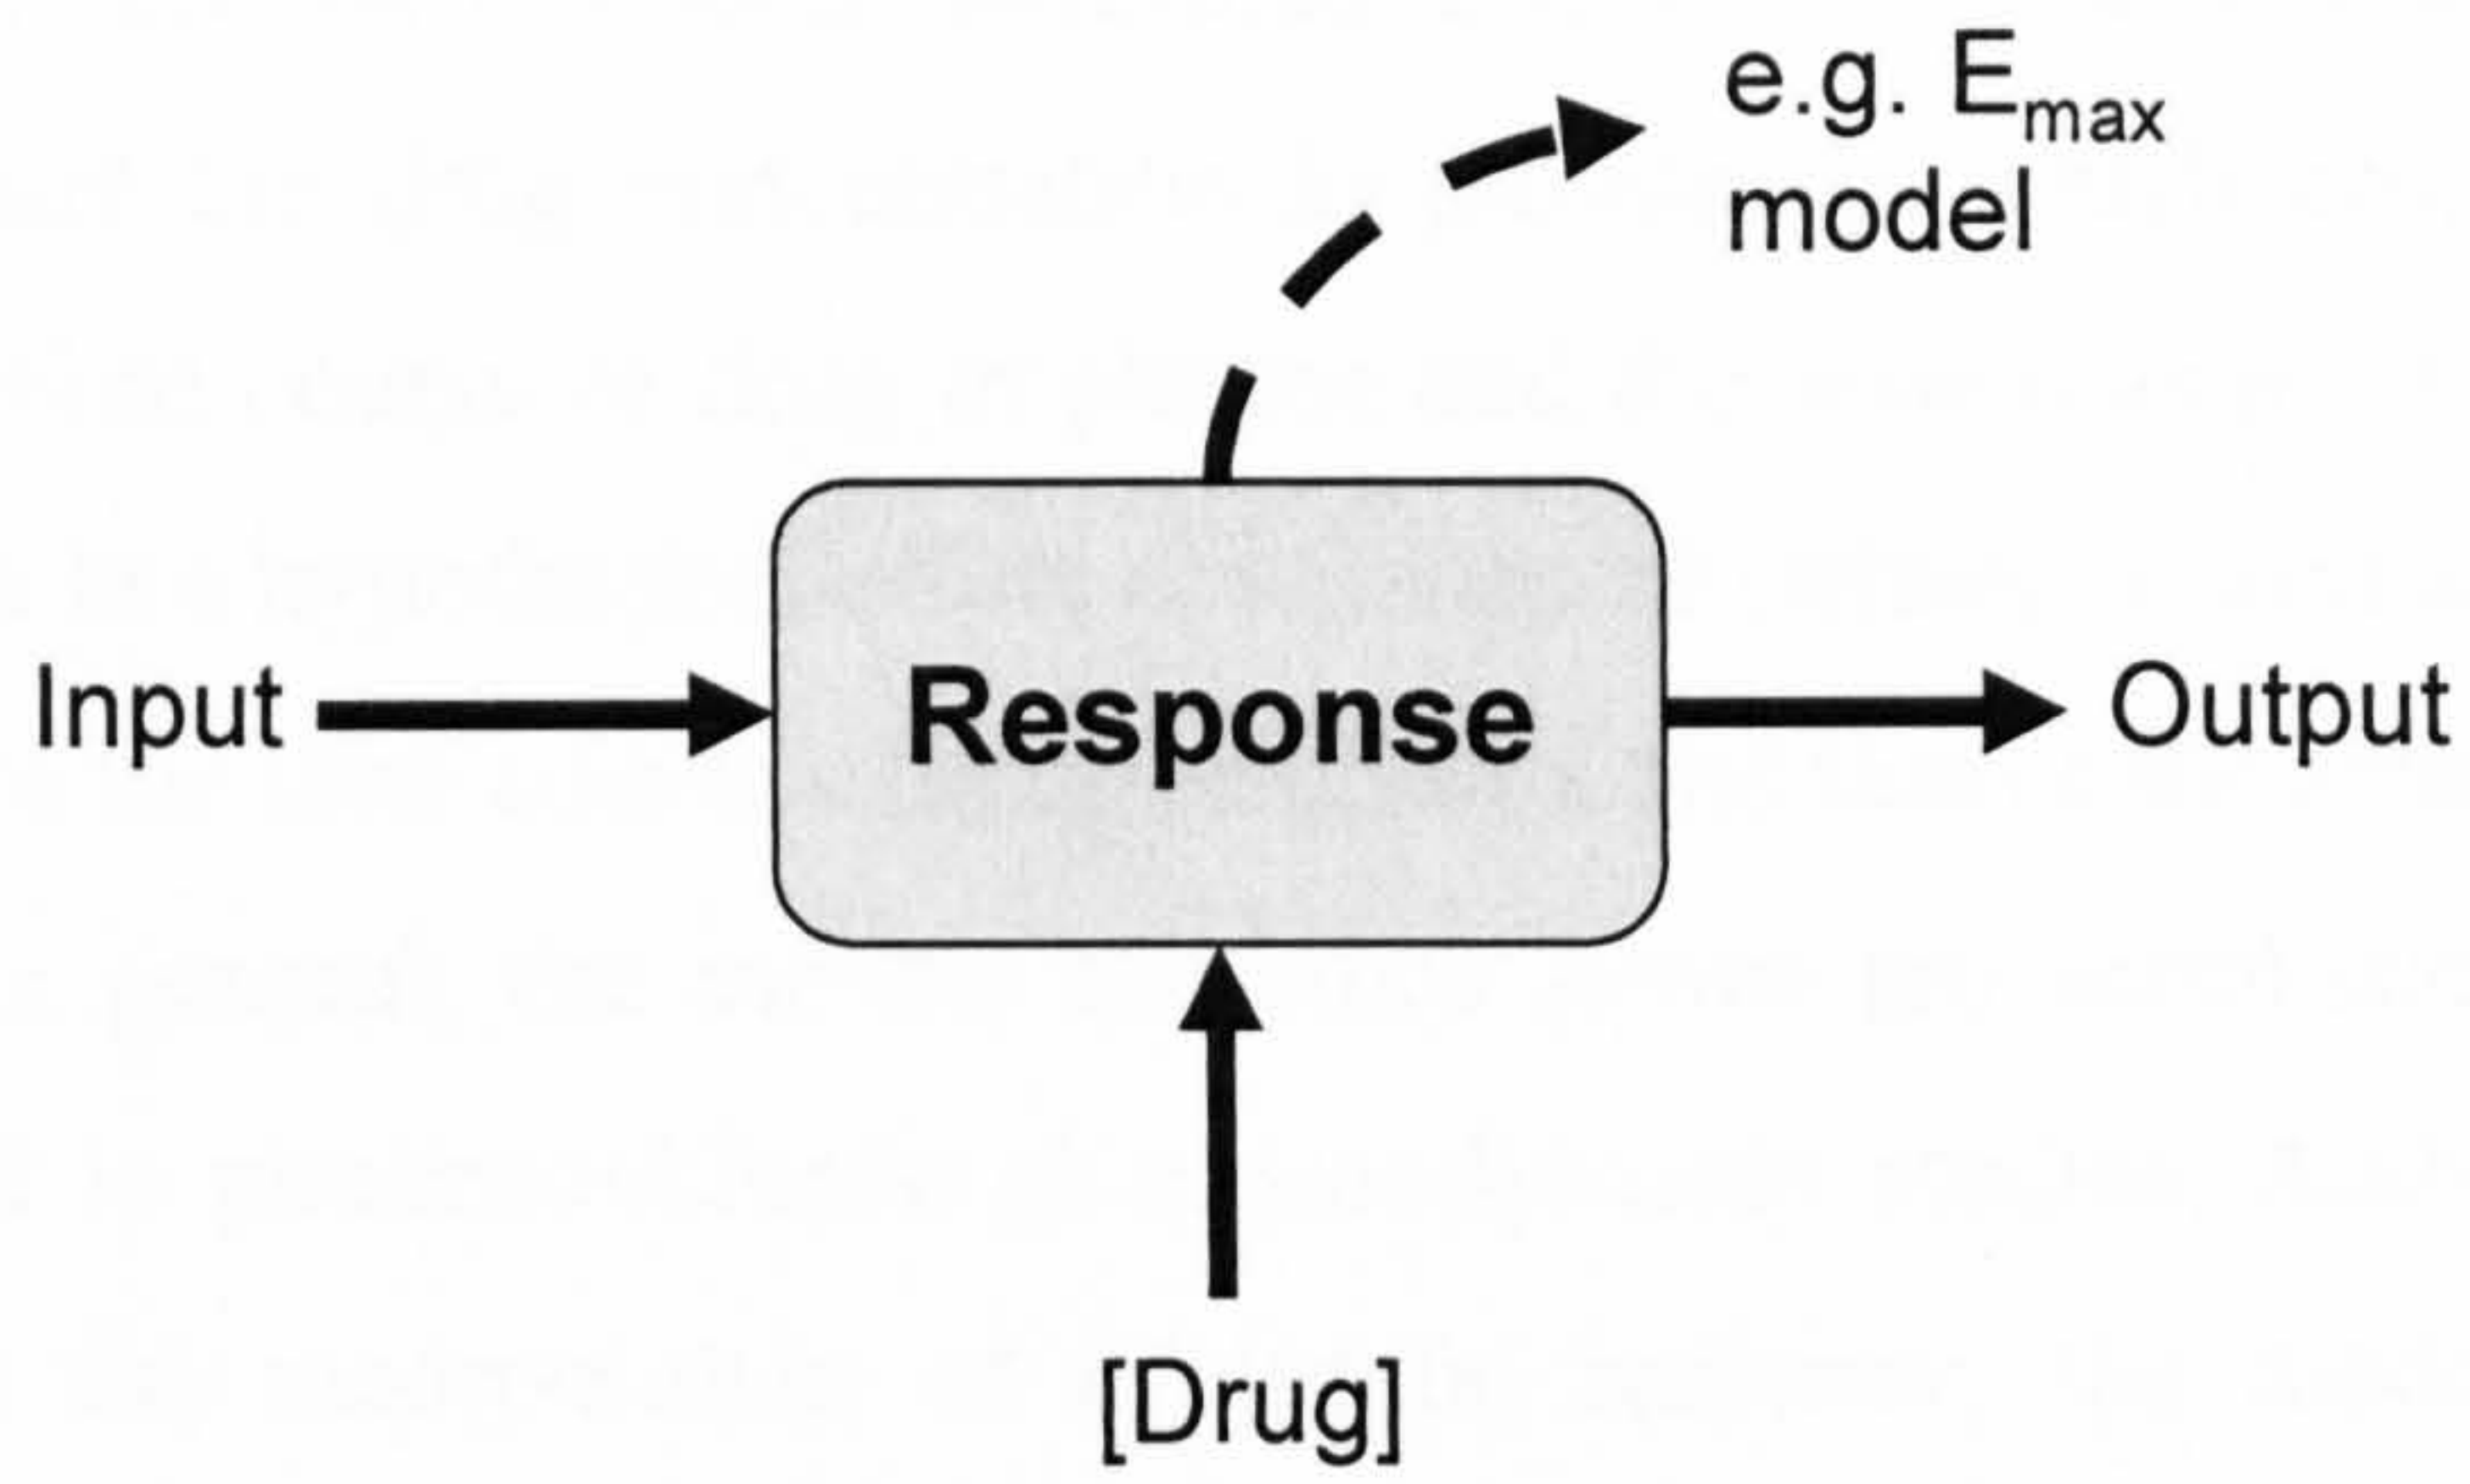 e.g. Emax
model
Input
Response
Output
[Drug]